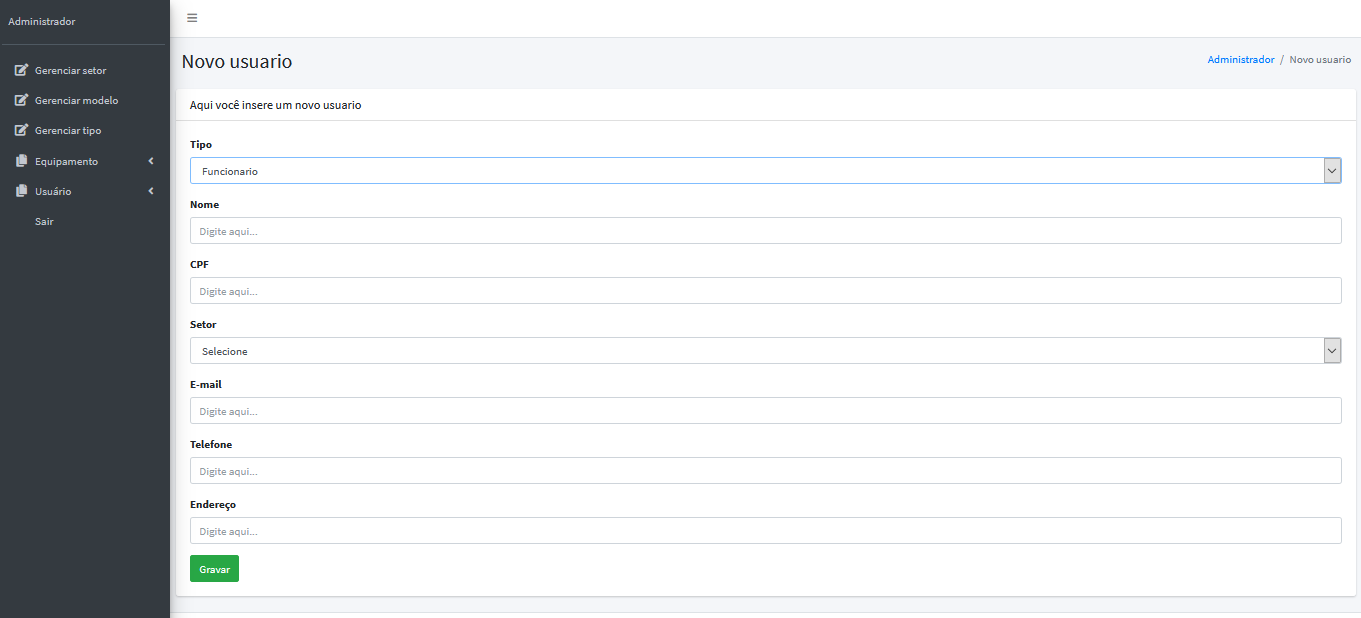 Administrador
Gerenciar setor
Gerenciar modelo
Gerenciar tipo
Equipamento
Usuário
Sair
Novo usuario
Administrador / Novo usuario
Aqui você insere um novo usuario
Tipo
Funcionario
Nome
Digite aqui...
CPF
Digite aqui...
Setor
Selecione
E-mail
Digite aqui...
Telefone
Digite aqui...
Endereço
Digite aqui...
Gravar